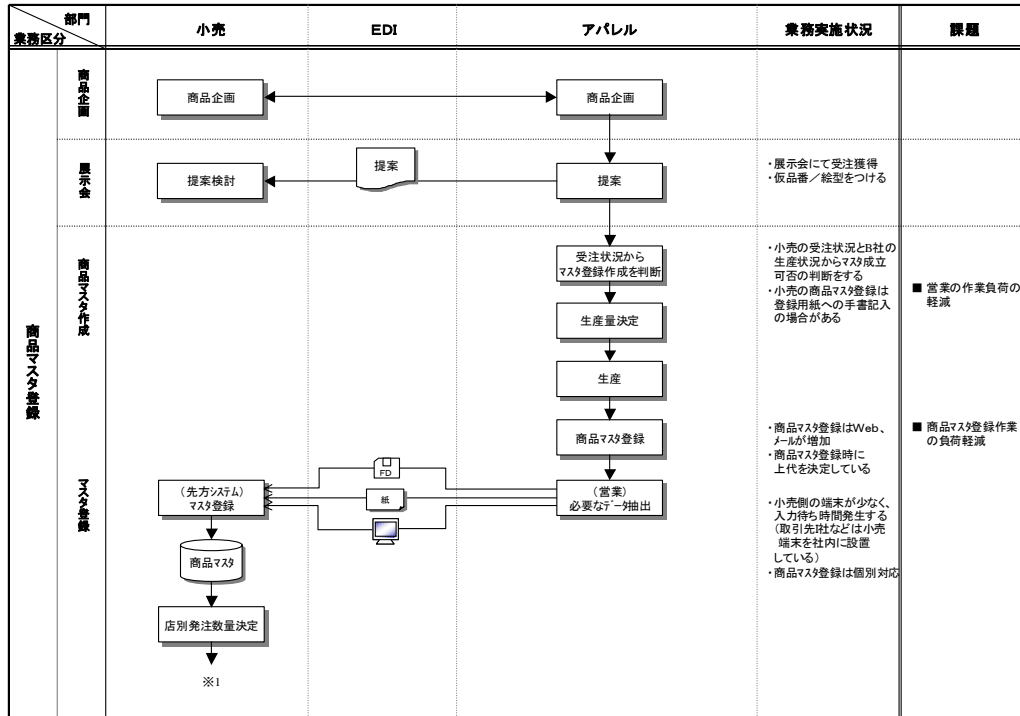 部門
業務区分
小売
EDI
アパレル
業務実施状況
課題
商品マスタ登録
商品企画
商品企画
商品企画
展示会
提案検討
提案
提案
・展示会にて受注獲得
・仮品番／絵型をつける
商品マスタ作成
受注状況から
マスタ登録作成を判断
生産量決定
生産
商品マスタ登録
・小売の受注状況とB社の
生産状況からマスタ成立
可否の判断をする
・小売の商品マスタ登録は
登録用紙への手書記入
の場合がある
■ 営業の作業負荷の
軽減
・商品マスタ登録はWeb、
メールが増加
・商品マスタ登録時に
上代を決定している
■ 商品マスタ登録作業
の負荷軽減
マスタ登録
（先方システム）
マスタ登録
FD
紙
（営業）
必要なデータ抽出
商品マスタ
店別発注数量決定
※1
・小売側の端末が少なく、
入力待ち時間発生する
（取引先I社などは小売
端末を社内に設置
している）
・商品マスタ登録は個別対応